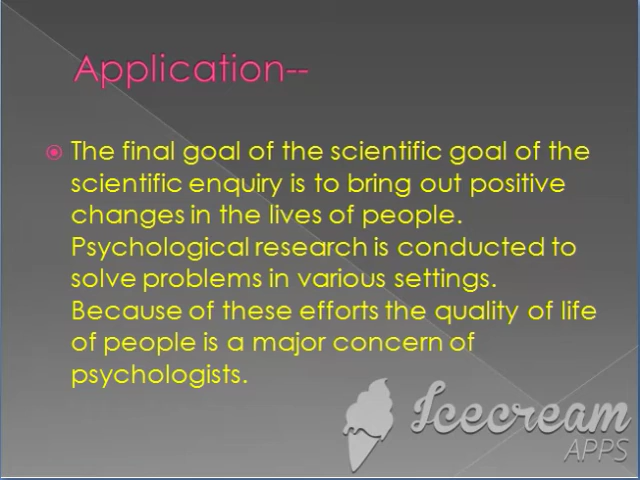 Application--
The final goal of the scientific goal of the
scientific enquiry is to bring out positive
changes in the lives of people.
Psychological research is conducted to
solve problems in various settings.
Because of these efforts the quality of life
of people is a major concern of
psychologists.
Icecream
APPS